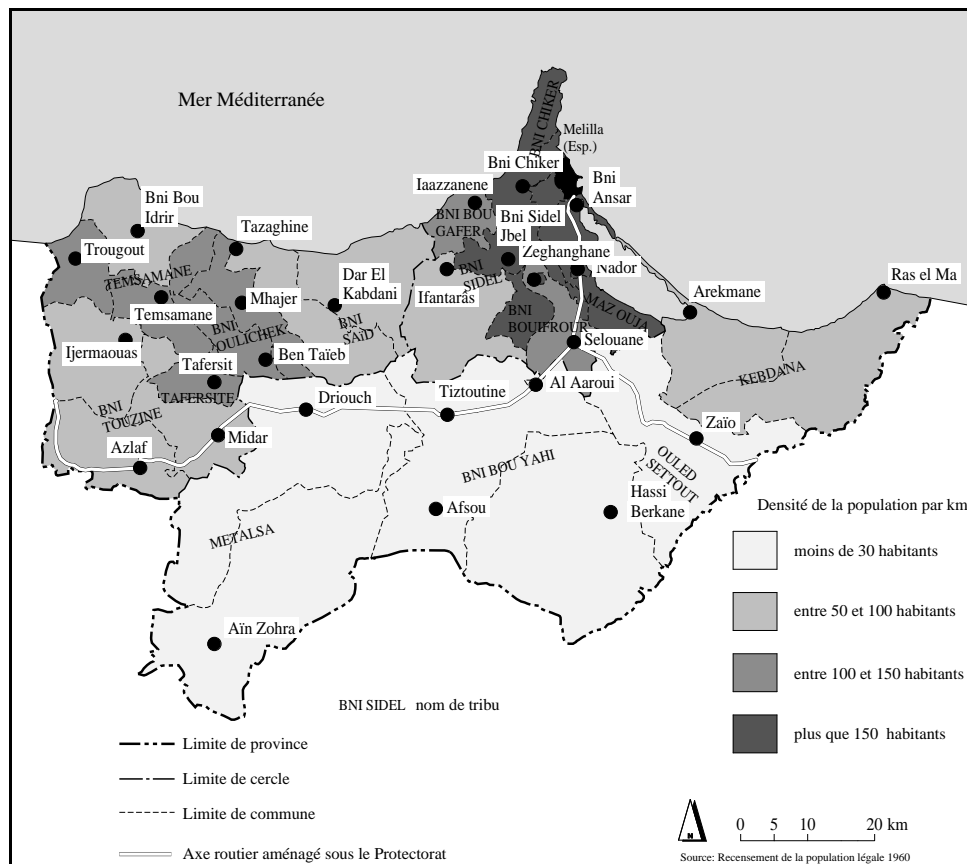 Mer Méditerranée
BNI CHIKER
Melilla
(Esp.)
Bni Chiker
Iaazzanene
Bni
Ansar
Bni Bou
Idrir
BNI BOU
GAFER
Bni Sidel
Jbel
Tazaghine
Trougout
Zeghanghane
TEMSAMANE
Dar El
Kabdani
BNI
SIDEL
Nador
Ras el Ma
Ifantaras
Mhajer
Temsamane
Arekmane
BNI
OULICHEK
BNI
SAÏD
BNI
BOUIFROUR
MAZ OUJA
Ijermaouas
Selouane
Tafersit
Ben Taïeb
KEBDANA
TAFERSITE
Al Aaroui
Driouch
Tiztoutine
BNI
TOUZINE
Zaïo
Midar
Azlaf
BNI BOU YAHI
OULED
SETTOUT
Hassi
Berkane
Afsou
METALSA
Aïn Zohra
Densité de la population par km
moins de 30 habitants
entre 50 et 100 habitants
entre 100 et 150 habitants
plus que 150 habitants
BNI SIDEL nom de tribu
Limite de province
Limite de cercle
Limite de commune
Axe routier aménagé sous le Protectorat
N
0 5 10 20 km
Source: Recensement de la population légale 1960